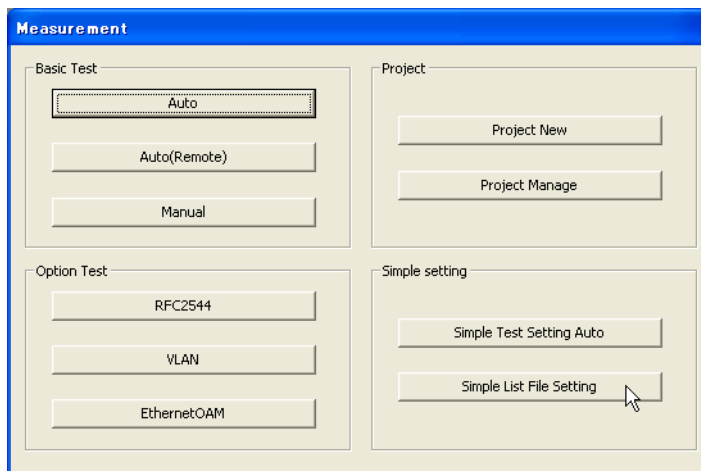 Measurement
Basic Test
Auto
Auto(Remote)
Manual
Project
Project New
Project Manage
Option Test
RFC2544
VLAN
EthernetOAM
Simple setting
Simple Test Setting Auto
Simple List File Setting